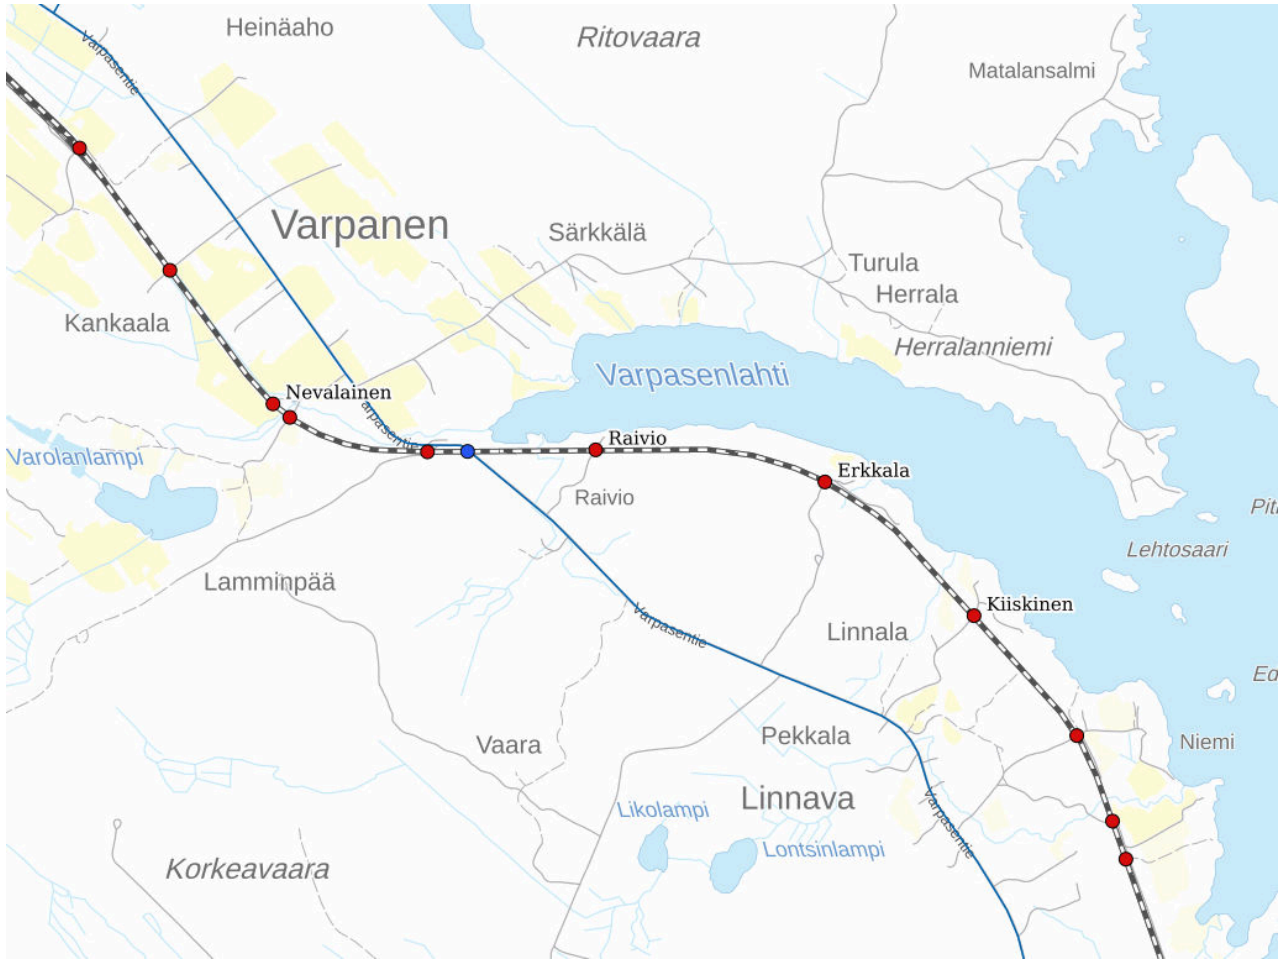 Heinäaho
Ritovaara
Varpasentie
Matalansalmi
Varpanen
Särkkälä
Turula
Herrala
Kankaala
Herralanniemi
Varpasenlahti
Nevalainen
arpasentie
Raivio
Varolanlampi
Erkkala
Raivio
Pit
Lehtosaari
Lamminpää
Kiiskinen
Varpasentie
Linnala
Ed
Vaara
Pekkala
Niemi
Linnava
Likolampi
Varpasentie
Lontsinlampi
Korkeavaara